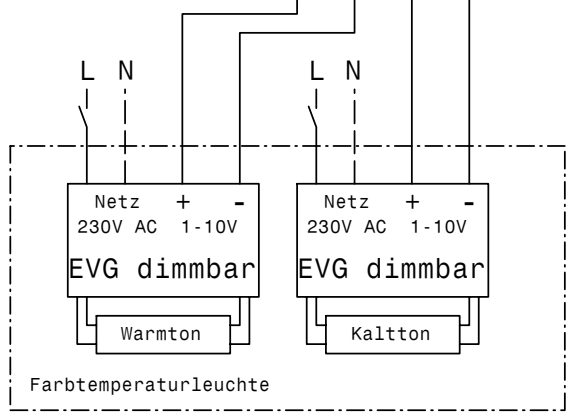 L N L N
Netz + - Netz + -
230V AC 1-10V 230V AC 1-10V
EVG dimmbar EVG dimmbar
Warmton Kaltton
Farbtemperaturleuchte